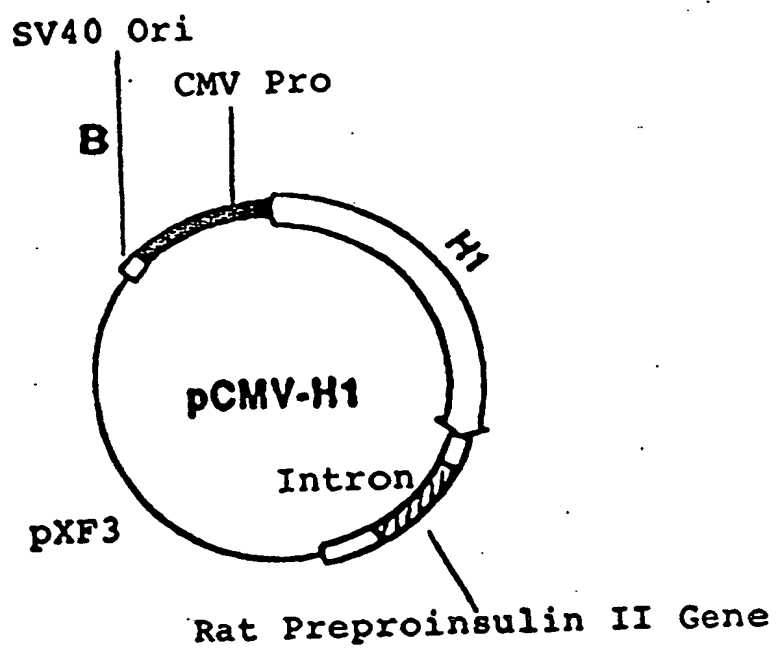 SV40 Ori
CMV Pro
B
H1
pCMV-H1
Intron
pXF3
Rat Preproinsulin II Gene